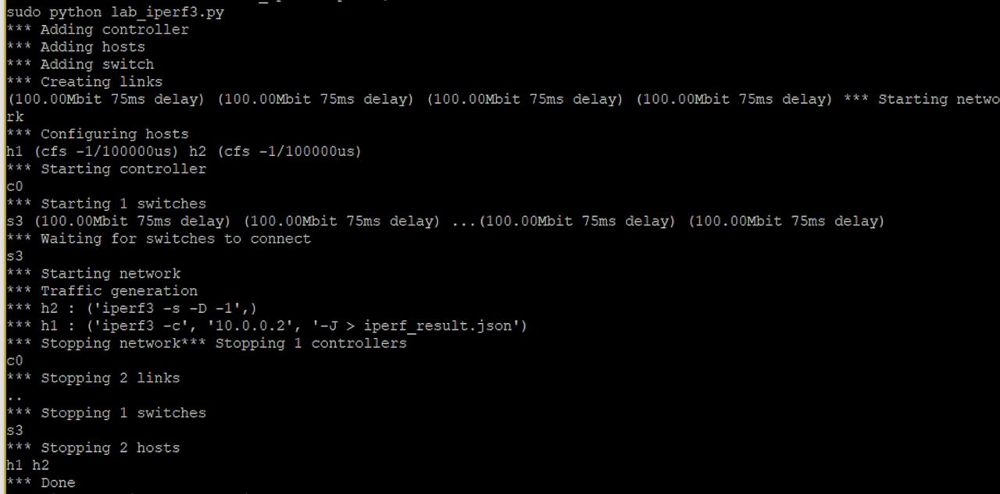 sudo python lab_iperf3.py
*** Adding controller
*** Adding hosts
*** Adding switch
*** Creating links
(100.00Mbit 75ms delay) (100.00Mbit 75ms delay) (100.00Mbit 75ms delay) (100.00Mbit 75ms delay) *** Starting netwo
rk
*** Configuring hosts
h1 (cfs -1/100000us) h2 (cfs -1/100000us)
*** Starting controller
c0
*** Starting 1 switches
s3 (100.00Mbit 75ms delay) (100.00Mbit 75ms delay) ...(100.00Mbit 75ms delay) (100.00Mbit 75ms delay)
*** Waiting for switches to connect
s3
*** Starting network
*** Traffic generation
*** h2 : ('iperf3 -s -D -1',)
*** h1 : ('iperf3 -c', '10.0.0.2', '-J > iperf_result.json')
*** Stopping network*** Stopping 1 controllers
c0
*** Stopping 2 links
..
*** Stopping 1 switches
s3
*** Stopping 2 hosts
h1 h2
*** Done